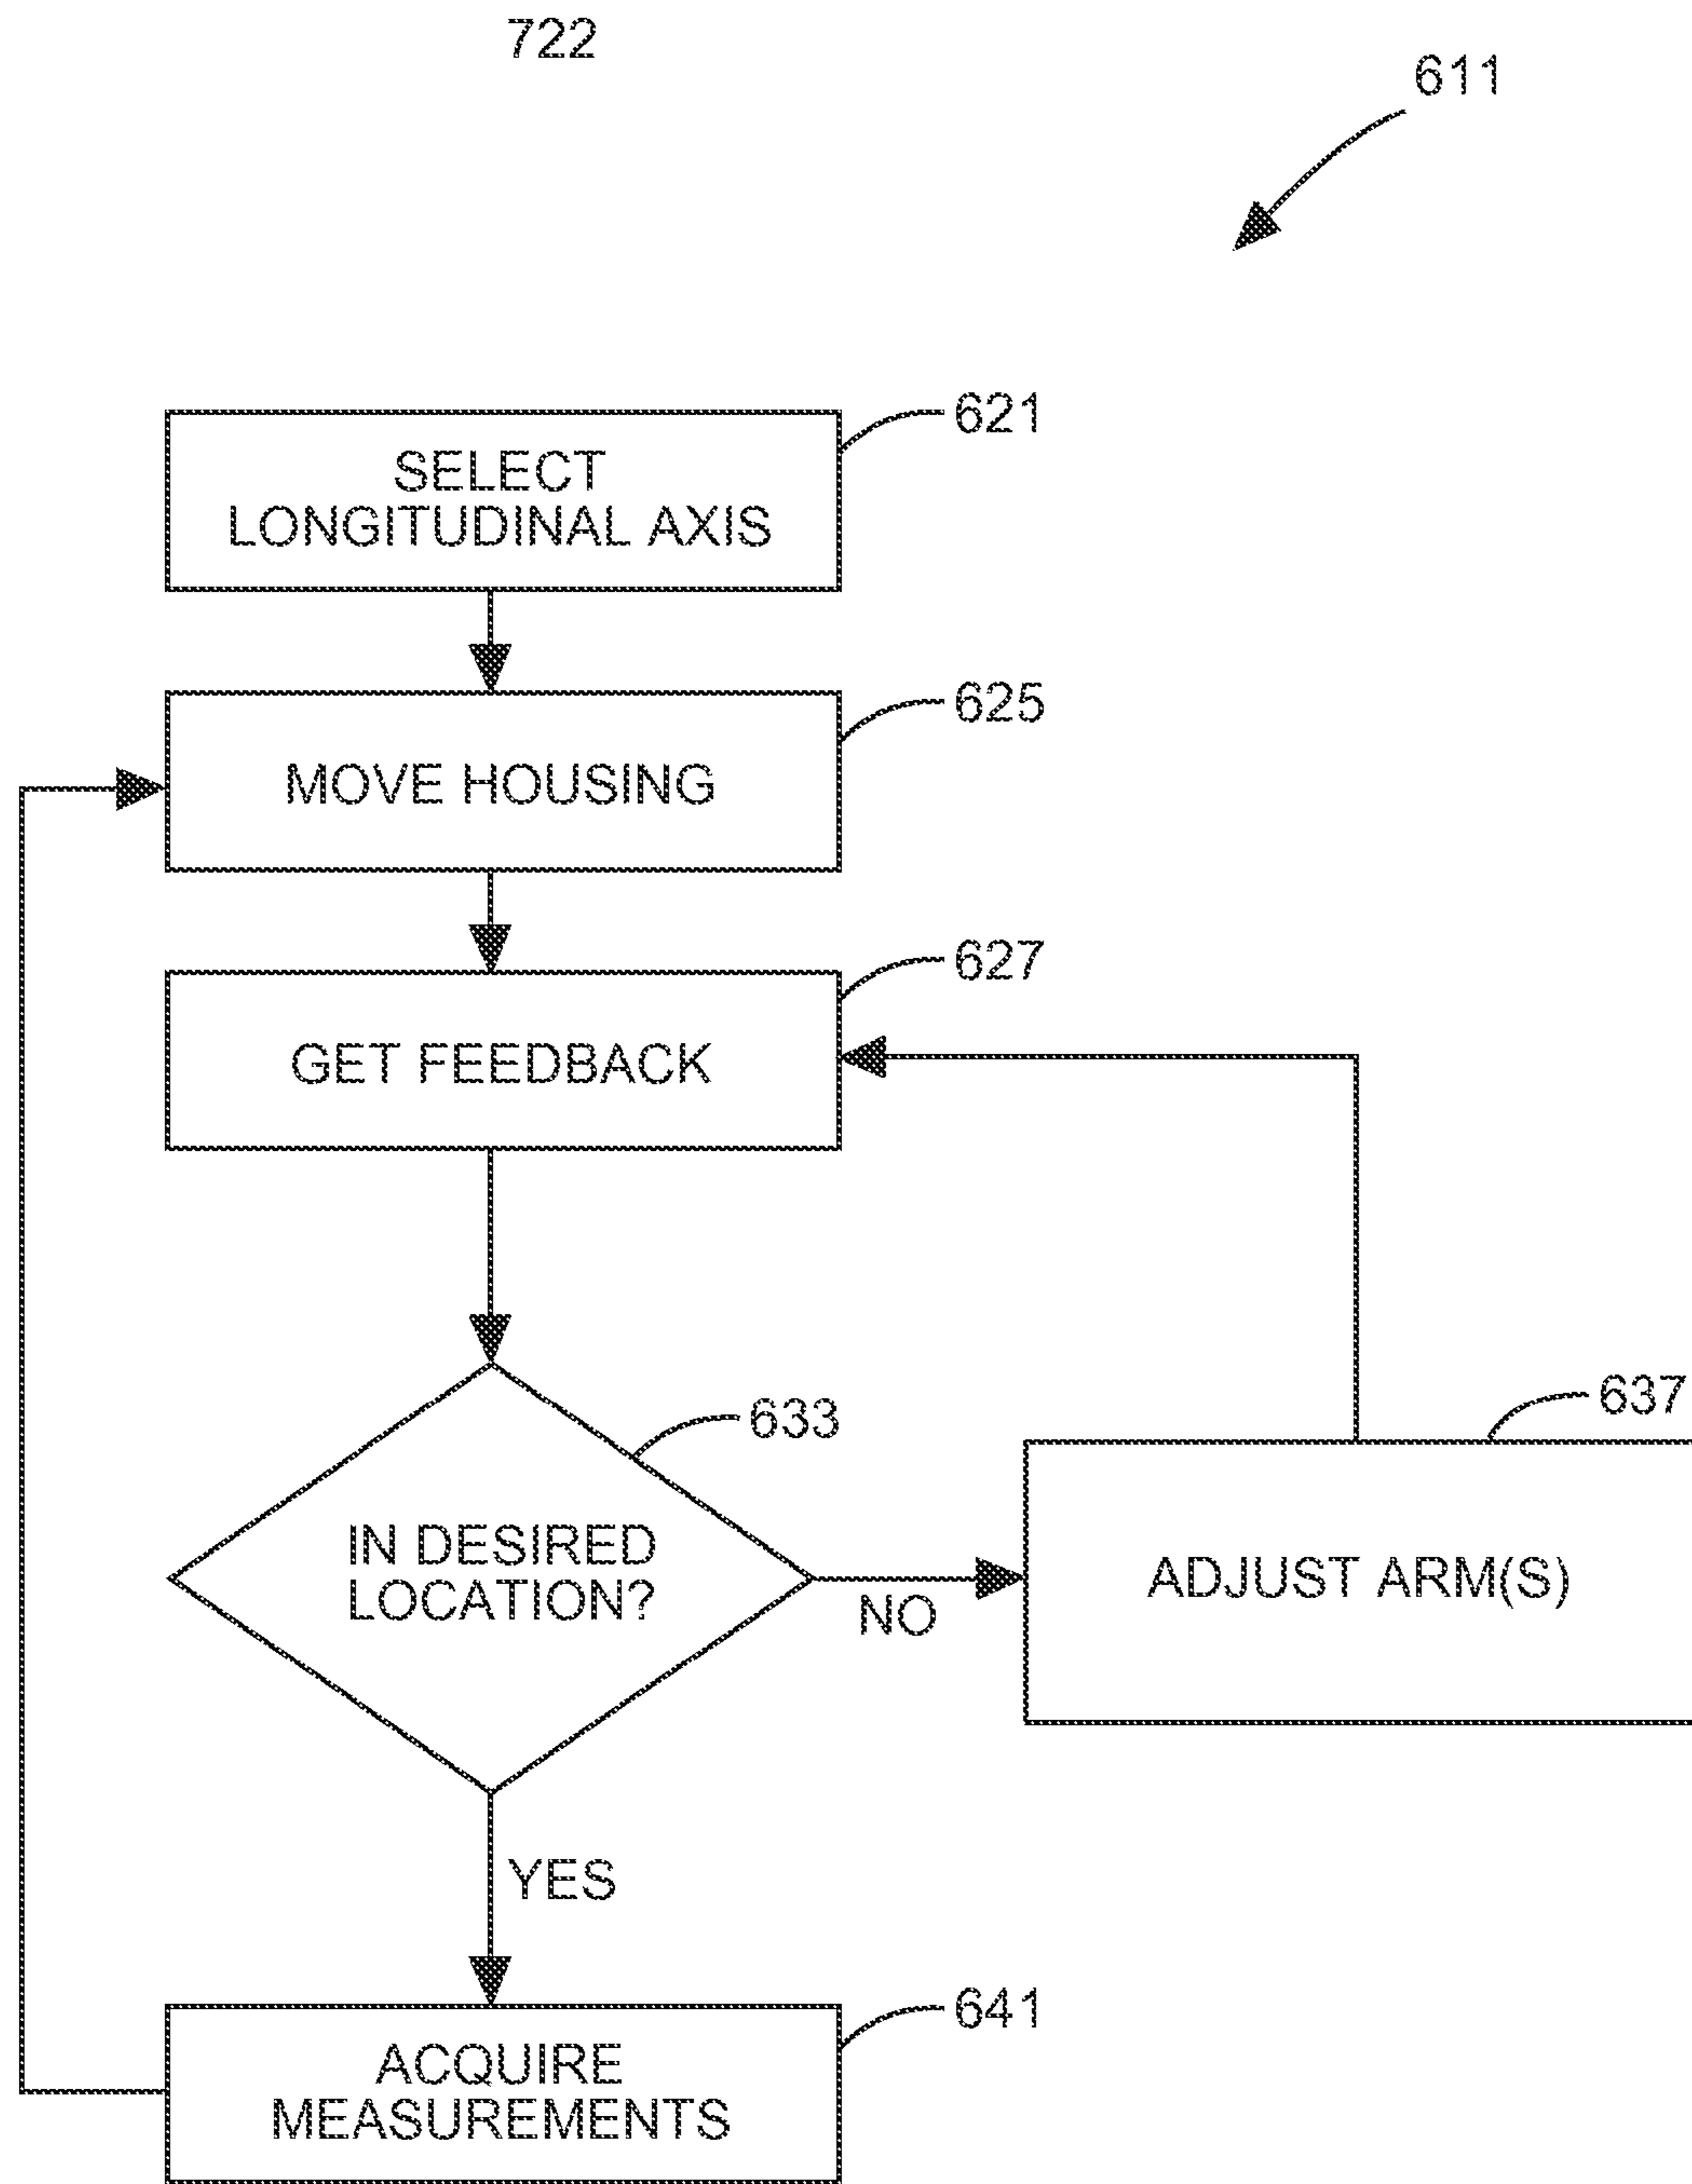 722
611
SELECT
LONGITUDINAL AXIS
621
MOVE HOUSING
625
GET FEEDBACK
627
IN DESIRED
LOCATION?
633
NO
ADJUST ARM(S)
637
YES
ACQUIRE
MEASUREMENTS
641